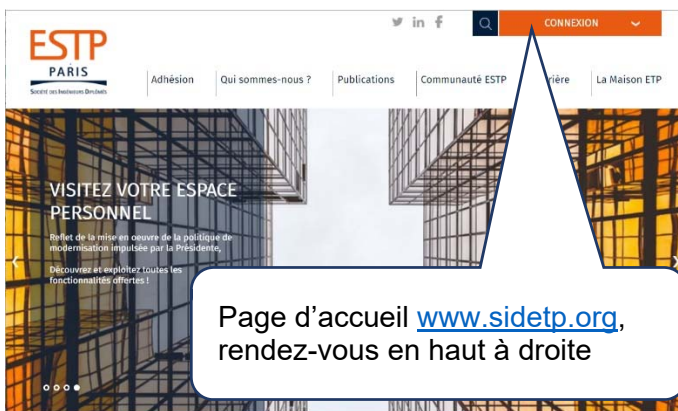 ESTP
PARIS
SOCIÉTÉ DES INGÉNIEURS DIPLÔMÉS
in f
CONNEXION
Adhésion
Qui sommes-nous ?
Publications
Communauté ESTP
rière
La Maison ETP
VISITEZ VOTRE ESPACE
PERSONNEL
Reflet de la mise en oeuvre de la politique de
modernisation impulsée par la Présidente,
Découvrez et exploitez toutes les
fonctionnalités offertes !
Page d’accueil www.sidetp.org,
rendez-vous en haut à droite